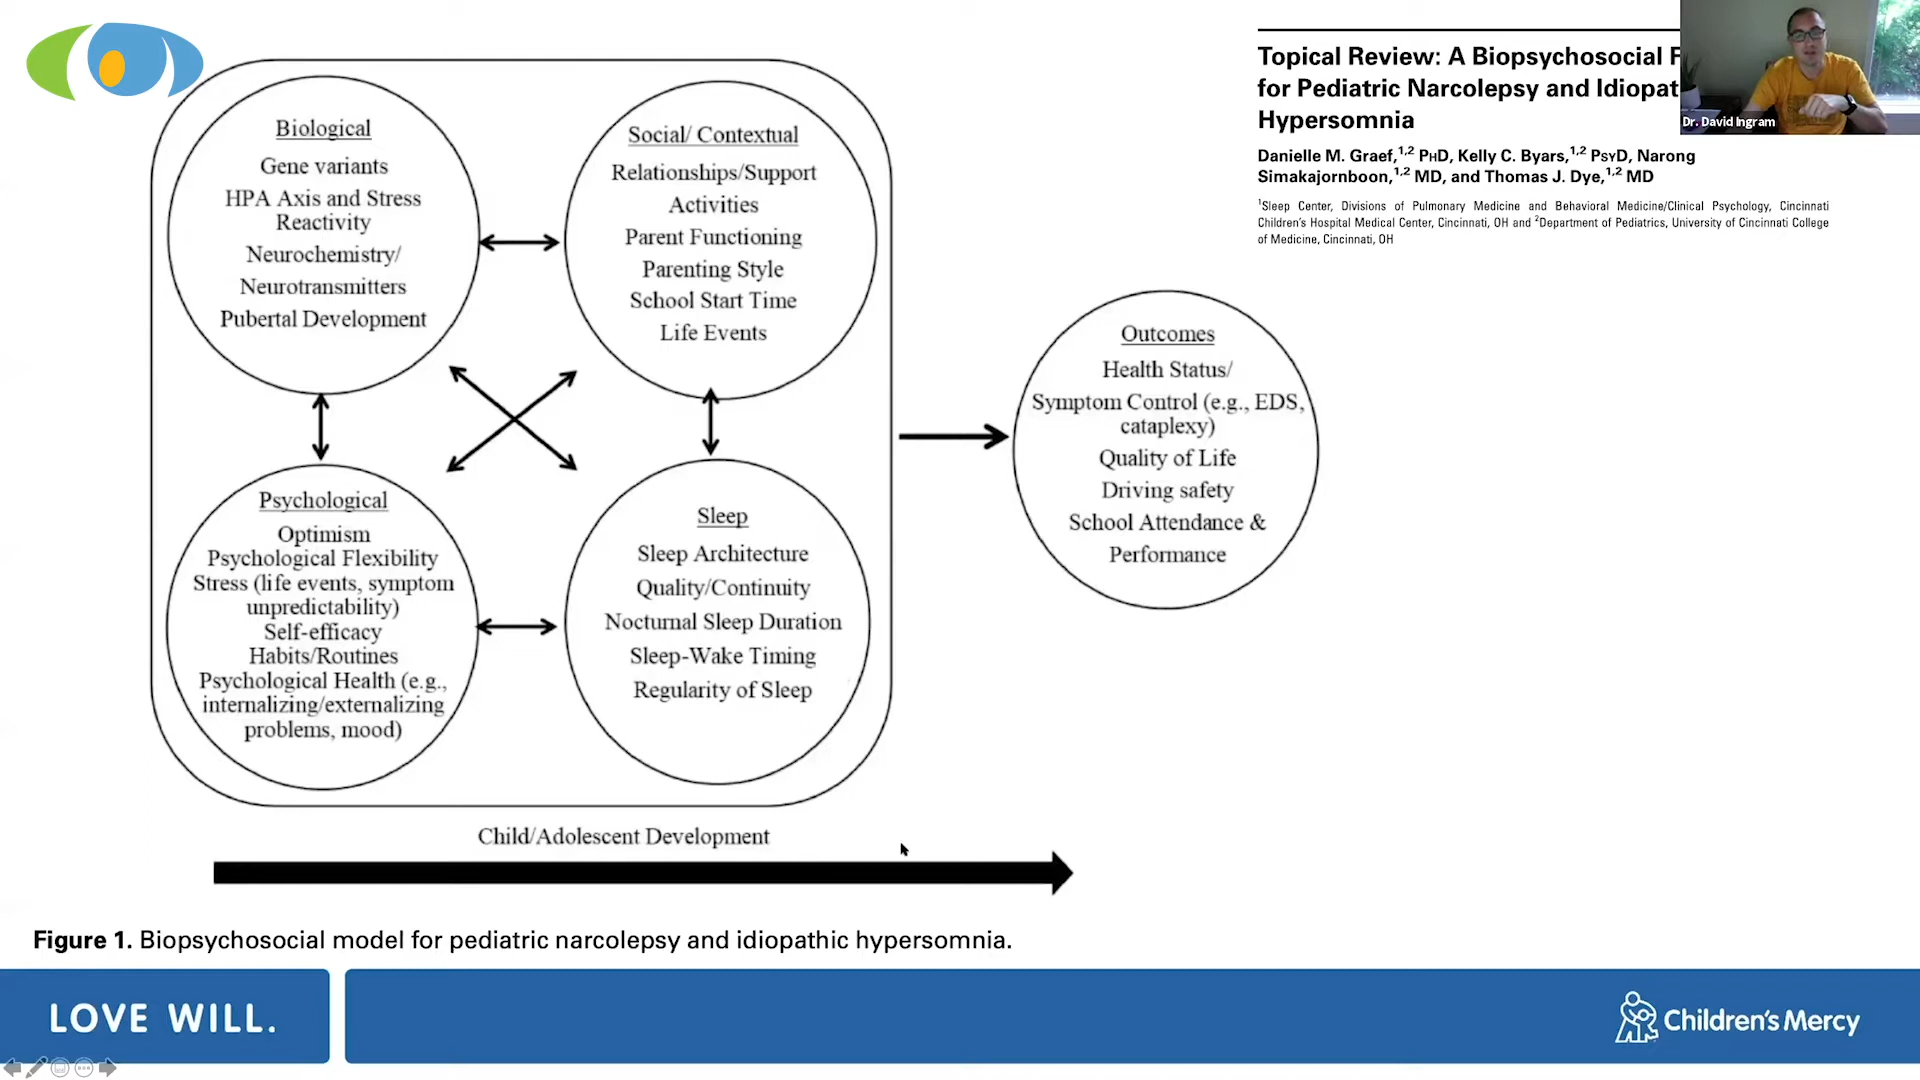 Topical Review: A Biopsychosocial
for Pediatric Narcolepsy and
Hypersomnia
Danielle M. Graef,1,2 PHD, Kelly C. Byars,1,2 PSYD, Narong
Simakajornboon,1,2 MD, and Thomas J. Dye,1,2 MD
1Sleep Center, Divisions of Pulmonary Medicine and Behavioral Medicine/Clinical Psychology, Cincinnati
Children's Hospital Medical Center, Cincinnati, OH and 2Department of Pediatrics, University of Cincinnati College
of Medicine, Cincinnati, OH
Dr. David Ingram
Biological
Gene variants
HPA Axis and Stress
Reactivity
Neurochemistry/
Neurotransmitters
Pubertal Development
Social/ Contextual
Relationships/Support
Activities
Parent Functioning
Parenting Style
School Start Time
Life Events
Psychological
Optimism
Psychological Flexibility
Stress (life events, symptom
unpredictability)
Self-efficacy
Habits/Routines
Psychological Health (e.g.,
internalizing/externalizing
problems, mood)
Sleep
Sleep Architecture
Quality/Continuity
Nocturnal Sleep Duration
Sleep-Wake Timing
Regularity of Sleep
Outcomes
Health Status/
Symptom Control (e.g., EDS,
cataplexy)
Quality of Life
Driving safety
School Attendance &
Performance
Child/Adolescent Development
Figure 1. Biopsychosocial model for pediatric narcolepsy and idiopathic hypersomnia.
LOVE WILL.
Children's Mercy